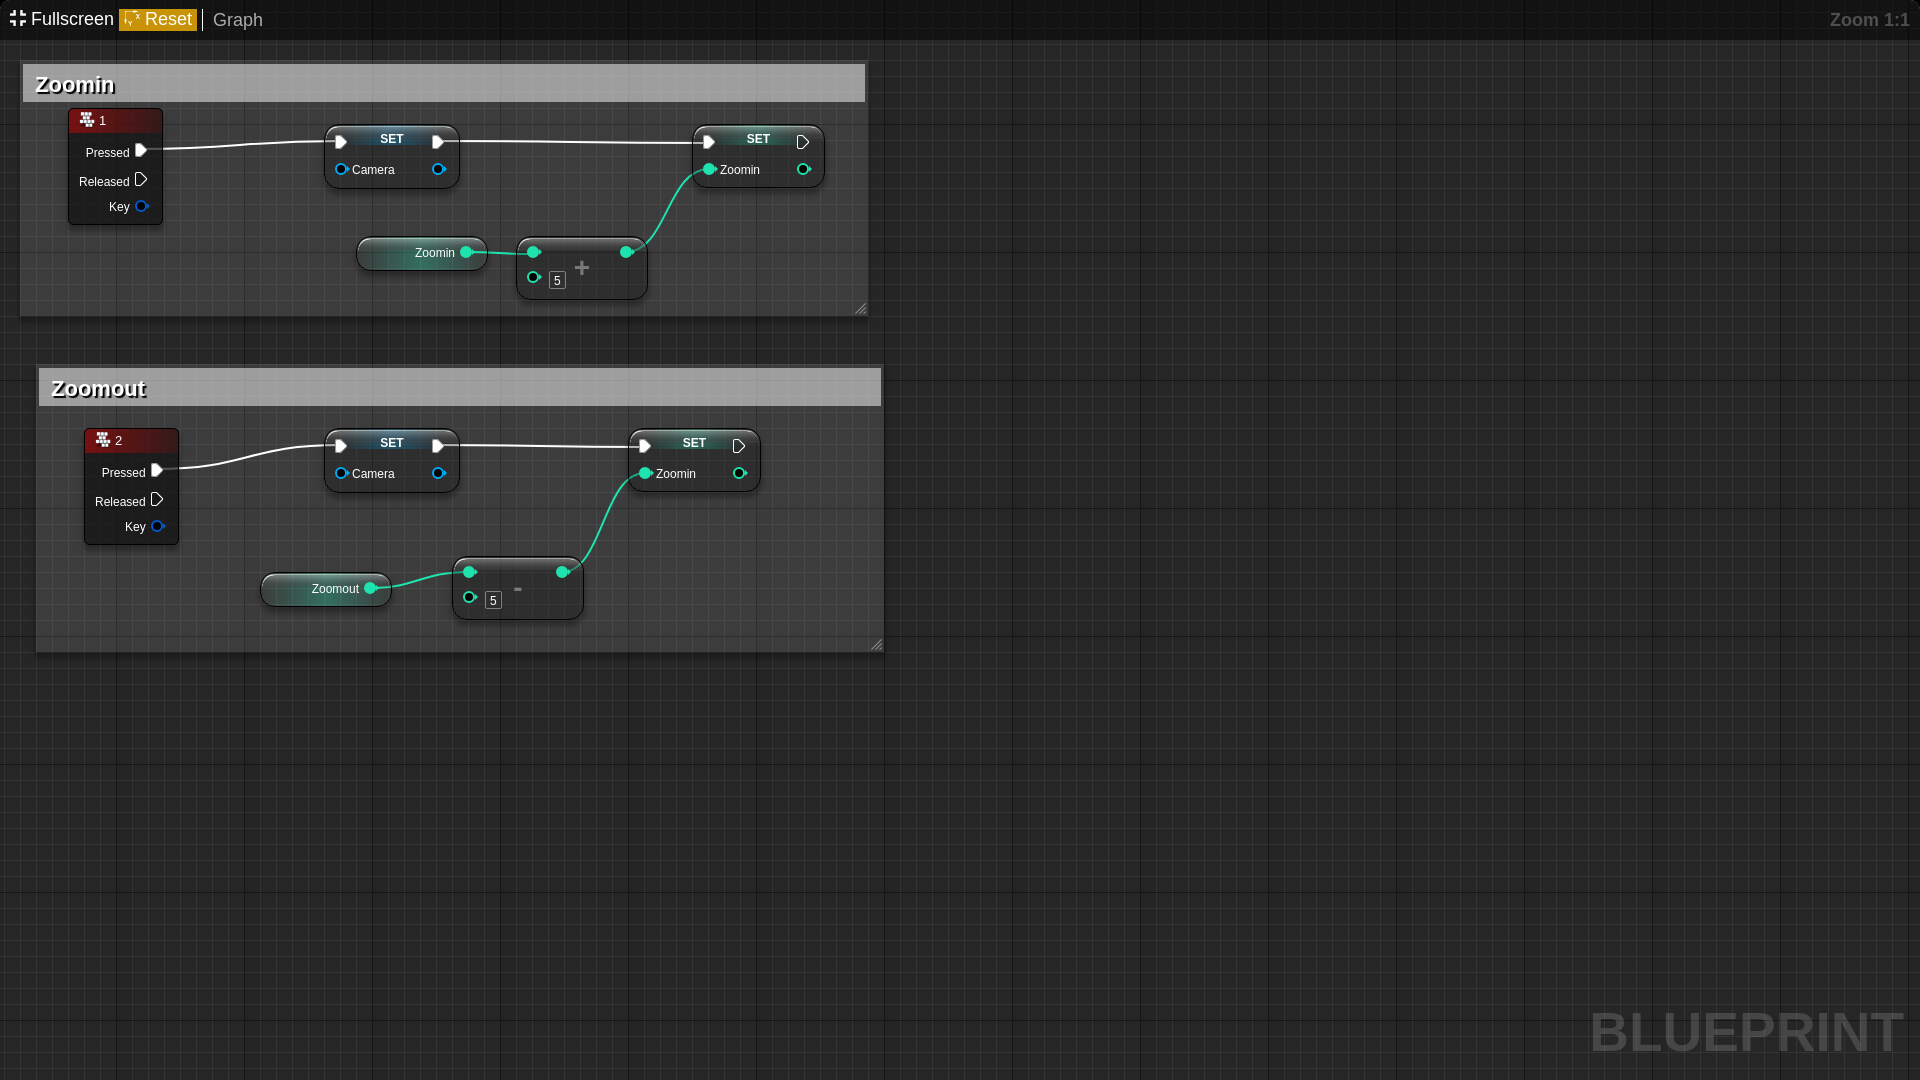 Fullscreen Reset Graph Zoom 1:1
Zoomin
1
Pressed
Released
Key
SET
Camera
SET
Zoomin
Zoomin
5
+
Zoomout
2
Pressed
Released
Key
SET
Camera
SET
Zoomin
Zoomout
5
-
BLUEPRINT